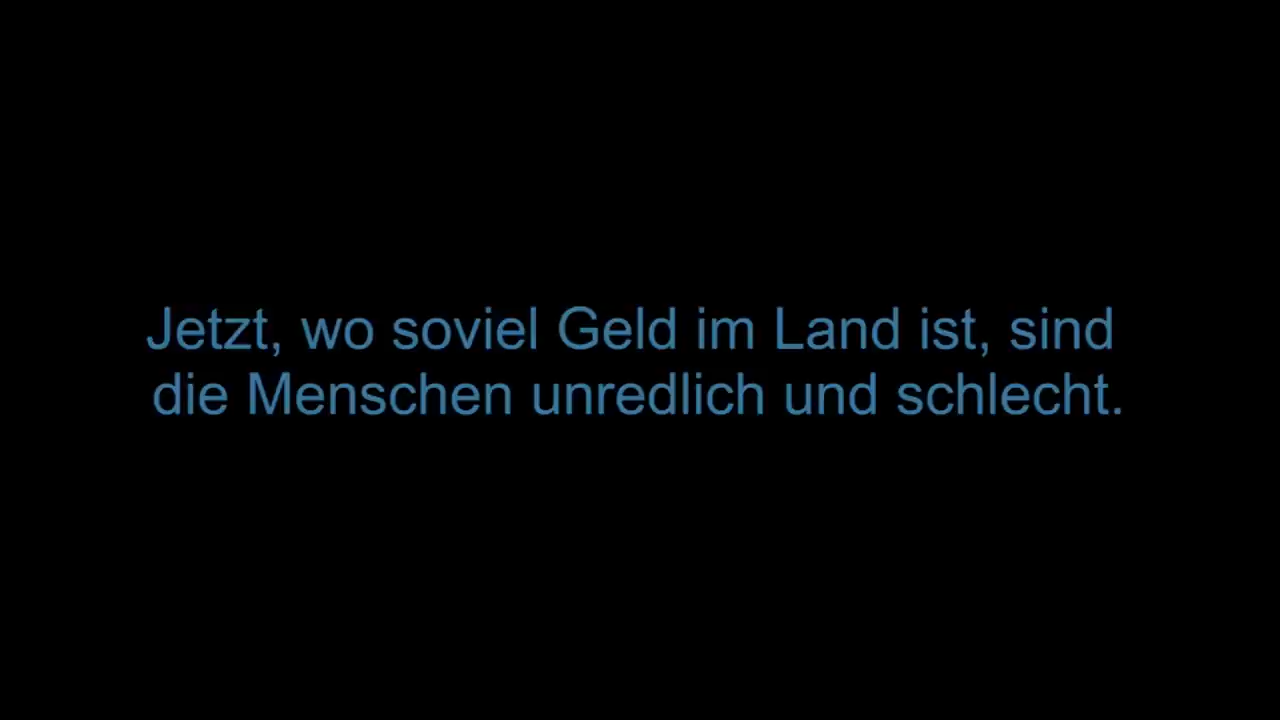 Jetzt, wo soviel Geld im Land ist, sind
die Menschen unredlich und schlecht.